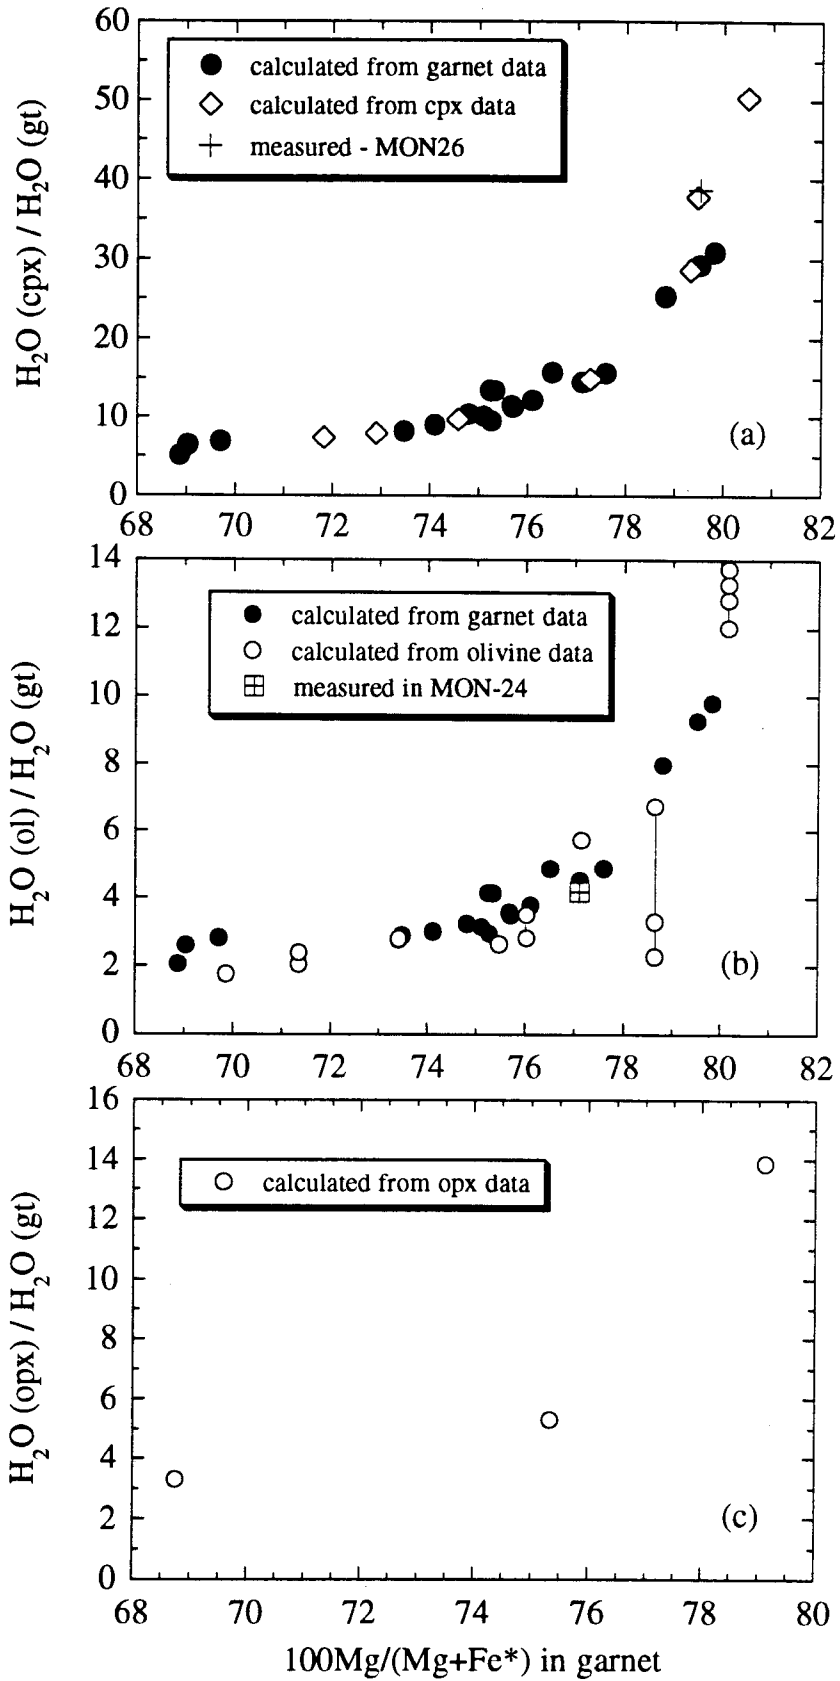 60
50
40
30
20
10
0
H₂O (cpx) / H₂O (gt)
calculated from garnet data
calculated from cpx data
measured - MON26
(a)
68 70 72 74 76 78 80 82
14
12
10
8
6
4
2
0
H₂O (ol) / H₂O (gt)
calculated from garnet data
calculated from olivine data
measured in MON-24
(b)
68 70 72 74 76 78 80 82
16
14
12
10
8
6
4
2
0
H₂O (opx) / H₂O (gt)
calculated from opx data
(c)
68 70 72 74 76 78 80
100Mg/(Mg+Fe*) in garnet